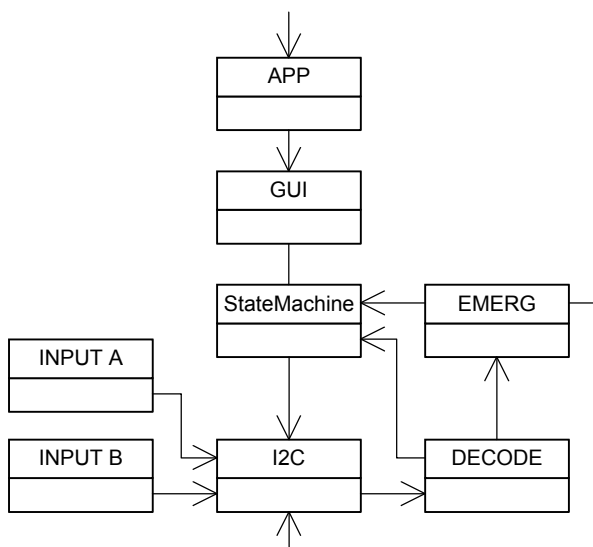 APP
GUI
StateMachine
EMERG
INPUT A
INPUT B
I2C
DECODE